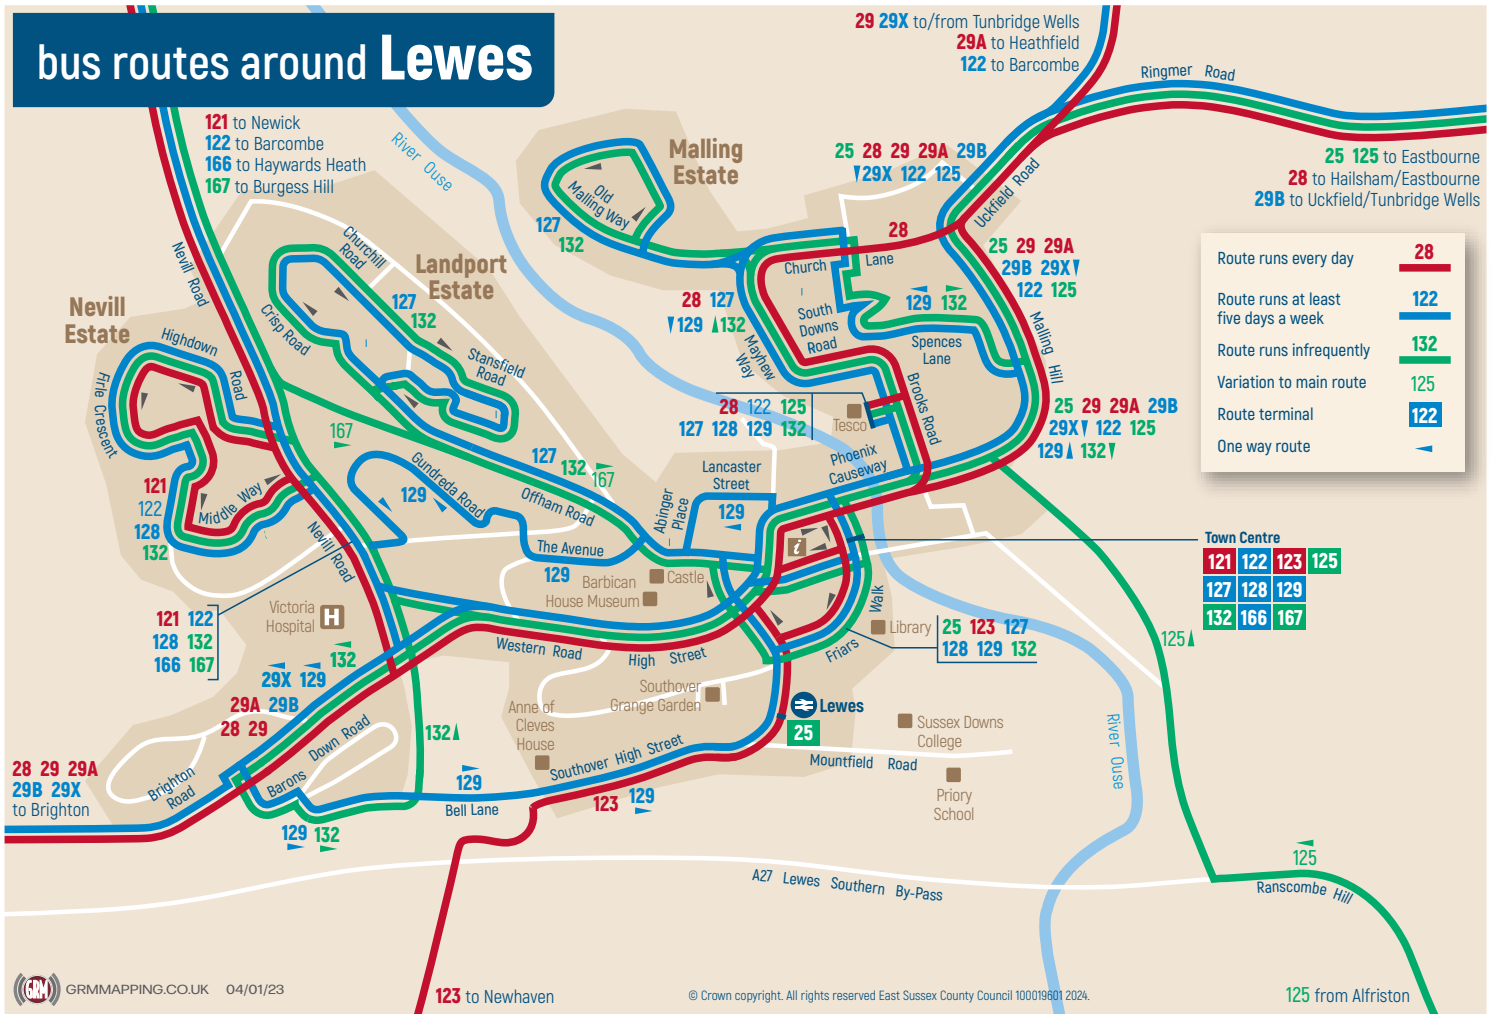 bus routes around Lewes
29 29X to/from Tunbridge Wells
29A to Heathfield
122 to Barcombe
Ringmer Road
121 to Newick
122 to Barcombe
166 to Haywards Heath
167 to Burgess Hill
River Ouse
Malling
Estate
25 28 29 29A 29B
29X 122 125
Uckfield Road
25 125 to Eastbourne
28 to Hailsham/Eastbourne
29B to Uckfield/Tunbridge Wells
Old
Malling Way
127
132
28
Church Lane
25 29 29A
29B 29X
122 125
Route runs every day
28
Route runs at least
five days a week
122
Route runs infrequently
132
Variation to main route
125
Route terminal
122
One way route
Nevill Road
Churchill
Road
Landport
Estate
127
132
Crisp Road
Stansfield
Road
Nevill
Estate
Highdown
Road
Firle Crescent
28 127
129 132
Mayhew
Way
South
Downs
Road
129 132
Spences
Lane
Malling Hill
28 122 125
127 128 129 132
Tesco
Brooks Road
Phoenix
Causeway
25 29 29A 29B
29X 122 125
129 132
167
127
132
167
Offham Road
129
Gundreda Road
Lancaster
Street
129
Abinger
Place
121
122
128
132
Middle Way
Nevill Road
The Avenue
129
Barbican
House Museum
Castle
i
Town Centre
121 122 123 125
127 128 129
132 166 167
Walk
Friars
Library
25 123 127
128 129 132
Victoria
Hospital
H
121 122
128 132
166 167
132
29X 129
29A 29B
28 29
Western Road
High Street
Southover
Grange Garden
Anne of
Cleves
House
Lewes
25
Sussex Downs
College
Mountfield Road
Priory
School
125
River Ouse
28 29 29A
29B 29X
to Brighton
Brighton
Road
Barons Down Road
132
129
Bell Lane
Southover High Street
123 129
129 132
A27 Lewes Southern By-Pass
125
Ranscombe Hill
GRM
GRMMAPPING.CO.UK 04/01/23
123 to Newhaven
© Crown copyright. All rights reserved East Sussex County Council 100019601 2024.
125 from Alfriston